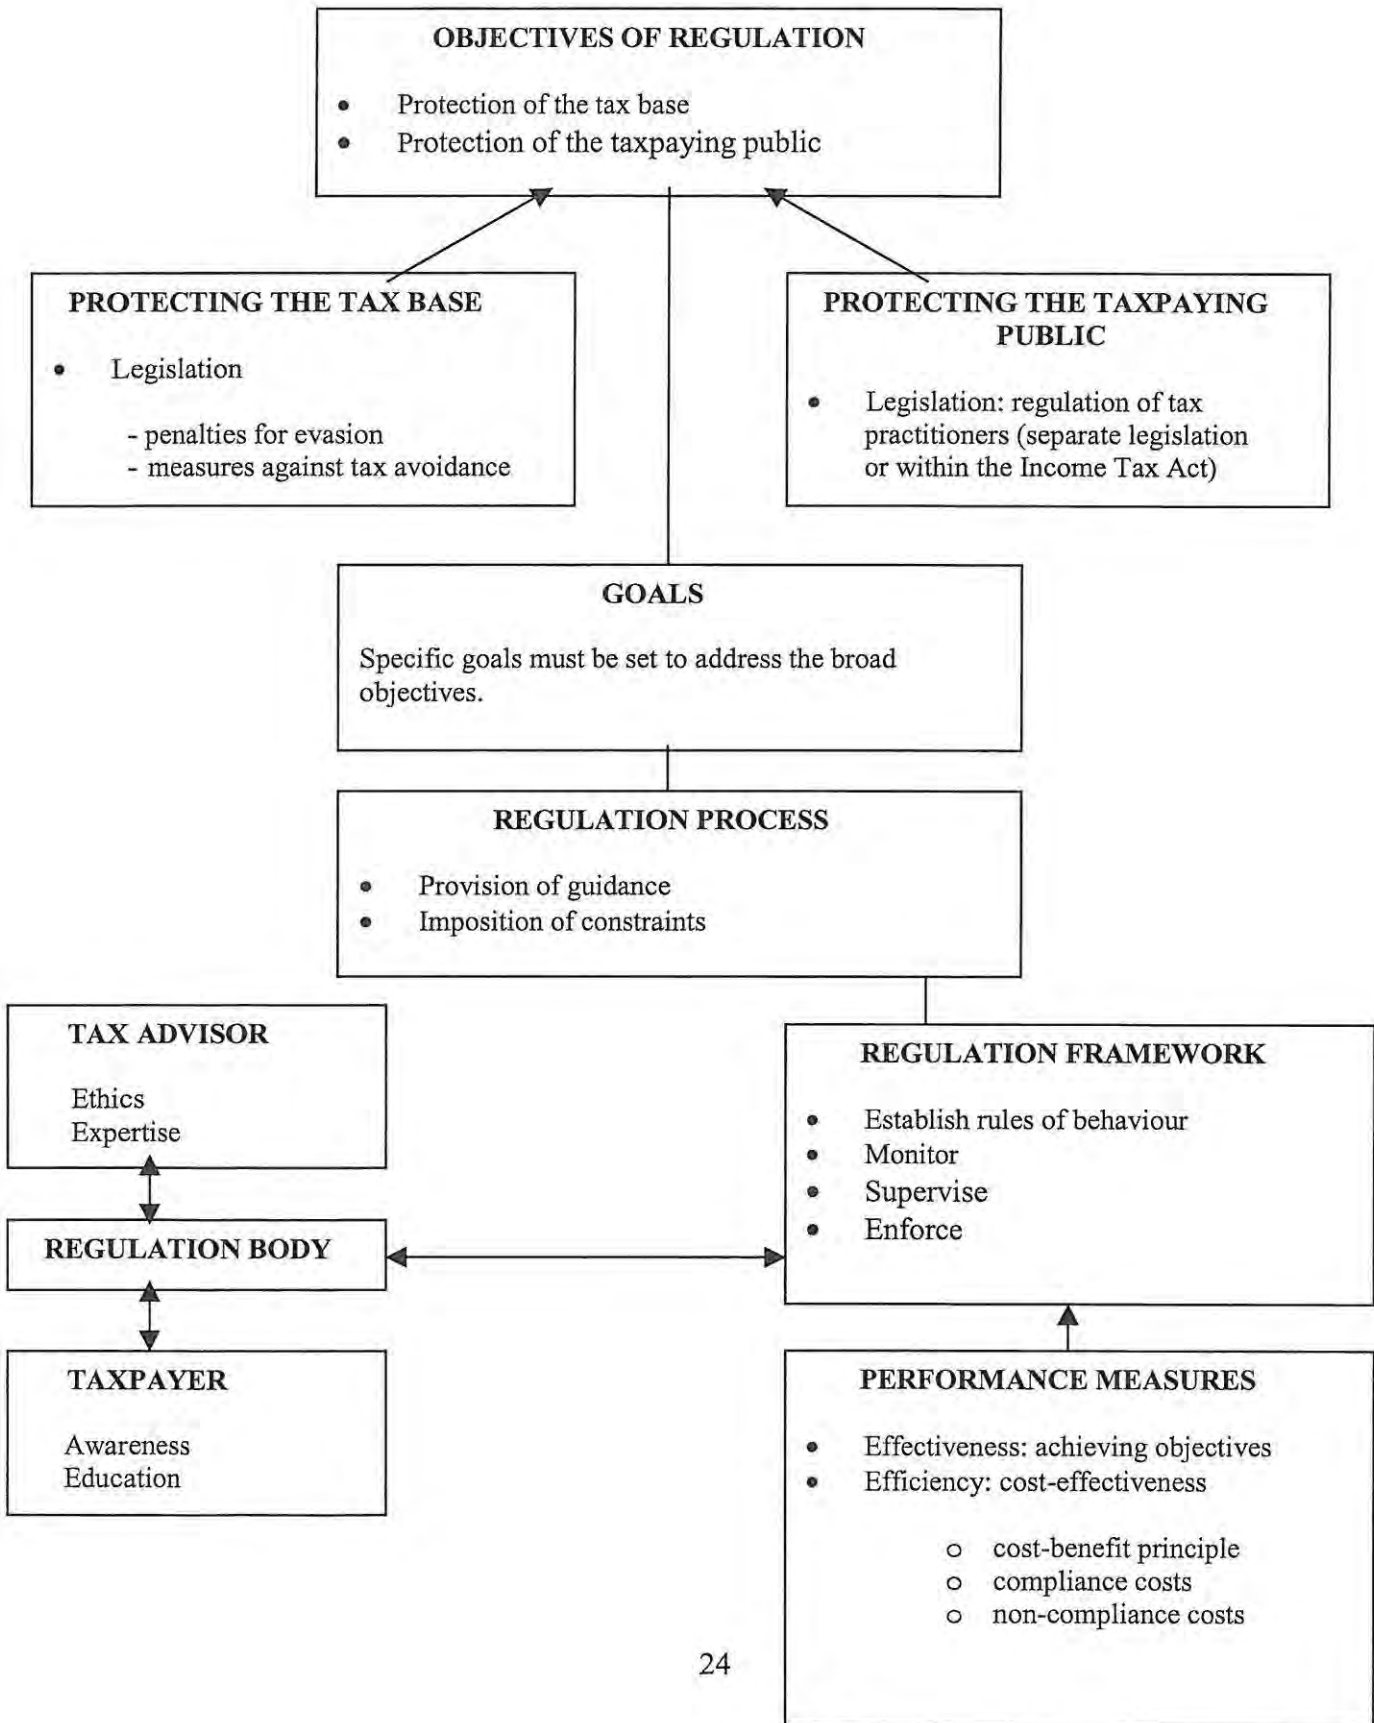 OBJECTIVES OF REGULATION
• Protection of the tax base
• Protection of the taxpaying public
PROTECTING THE TAX BASE
• Legislation
- penalties for evasion
- measures against tax avoidance
PROTECTING THE TAXPAYING
PUBLIC
• Legislation: regulation of tax
practitioners (separate legislation
or within the Income Tax Act)
GOALS
Specific goals must be set to address the broad
objectives.
REGULATION PROCESS
• Provision of guidance
• Imposition of constraints
TAX ADVISOR
Ethics
Expertise
REGULATION BODY
TAXPAYER
Awareness
Education
REGULATION FRAMEWORK
• Establish rules of behaviour
• Monitor
• Supervise
• Enforce
PERFORMANCE MEASURES
• Effectiveness: achieving objectives
• Efficiency: cost-effectiveness
o cost-benefit principle
o compliance costs
o non-compliance costs
24